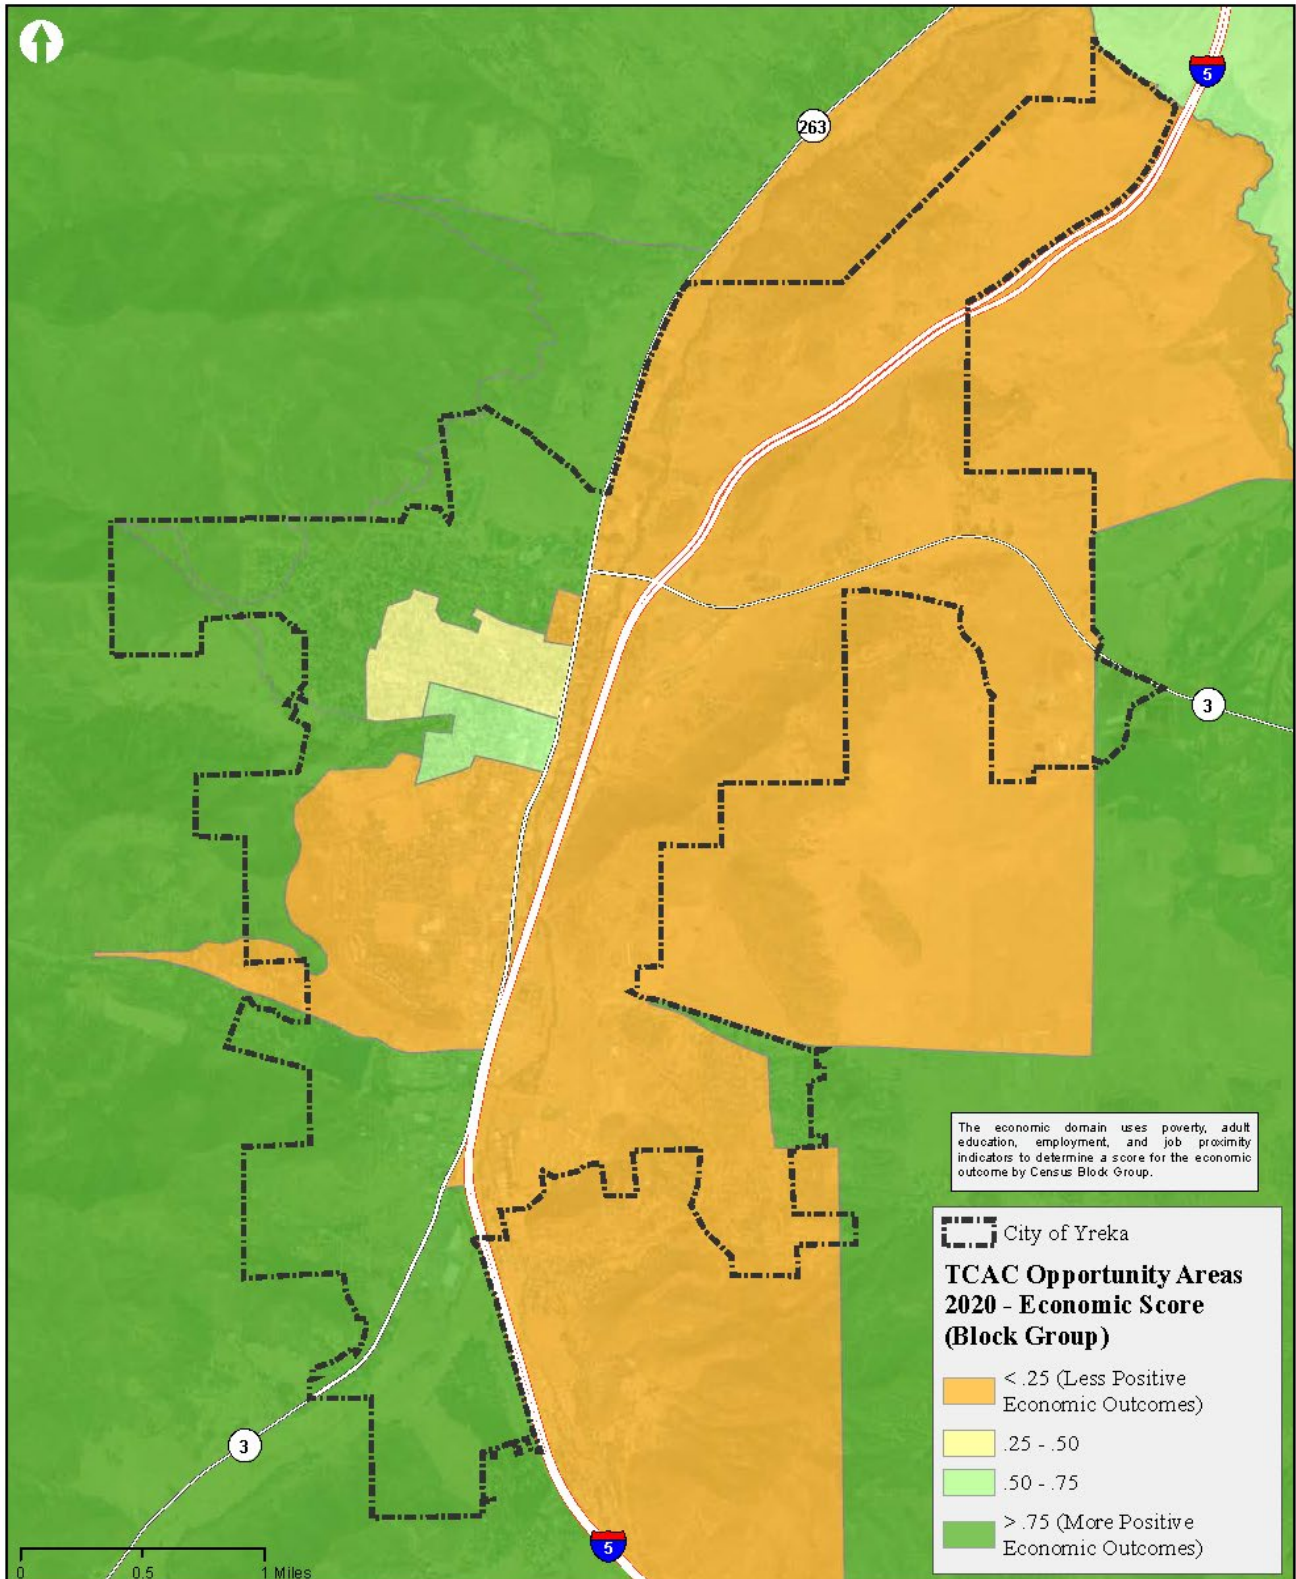 5
263
3
The economic domain uses poverty, adult
education, employment, and job proximity
indicators to determine a score for the economic
outcome by Census Block Group.
City of Yreka
TCAC Opportunity Areas
2020 - Economic Score
(Block Group)
< .25 (Less Positive
Economic Outcomes)
.25 - .50
.50 - .75
> .75 (More Positive
Economic Outcomes)
3
5
0 0.5 1 Miles